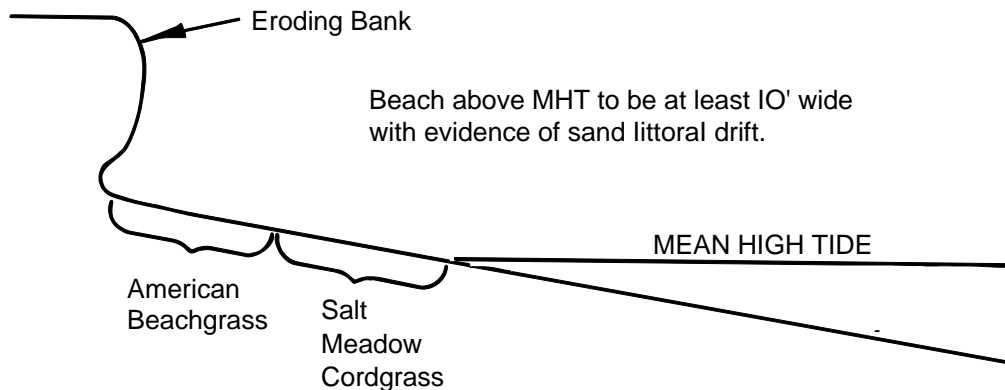 Eroding Bank
Beach above MHT to be at least IO' wide
with evidence of sand littoral drift.
MEAN HIGH TIDE
American
Beachgrass
Salt
Meadow
Cordgrass